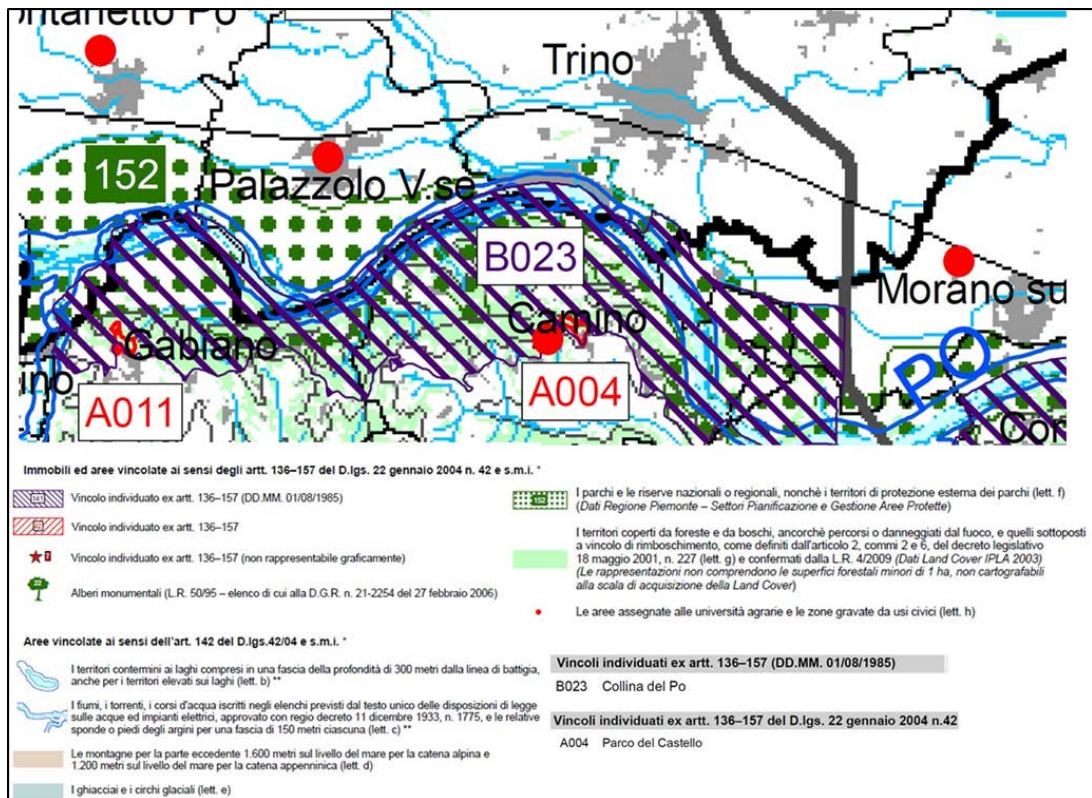 ontanetto Po
Trino
152
Palazzolo V.se
B023
Morano su
Gabiano
Camino
ino
A011
A004
PO
Cor
Immobili ed aree vincolate ai sensi degli artt. 136–157 del D.lgs. 22 gennaio 2004 n. 42 e s.m.i. *
Vincolo individuato ex artt. 136-157 (DD.MM. 01/08/1985)
Vincolo individuato ex artt. 136-157
Vincolo individuato ex artt. 136-157 (non rappresentabile graficamente)
22
Alberi monumentali (L.R. 50/95 – elenco di cui alla D.G.R. n. 21-2254 del 27 febbraio 2006)
Aree vincolate ai sensi dell'art. 142 del D.lgs.42/04 e s.m.i. *
I territori contermini ai laghi compresi in una fascia della profondità di 300 metri dalla linea di battigia,
anche per i territori elevati sui laghi (lett. b) **
I fiumi, i torrenti, i corsi d'acqua iscritti negli elenchi previsti dal testo unico delle disposizioni di legge
sulle acque ed impianti elettrici, approvato con regio decreto 11 dicembre 1933, n. 1775, e le relative
sponde o piedi degli argini per una fascia di 150 metri ciascuna (lett. c) **
Le montagne per la parte eccedente 1.600 metri sul livello del mare per la catena alpina e
1.200 metri sul livello del mare per la catena appenninica (lett. d)
I ghiacciai e i circhi glaciali (lett. e)
152
I parchi e le riserve nazionali o regionali, nonchè i territori di protezione esterna dei parchi (lett. f)
(Dati Regione Piemonte – Settori Pianificazione e Gestione Aree Protette)
I territori coperti da foreste e da boschi, ancorchè percorsi o danneggiati dal fuoco, e quelli sottoposti
a vincolo di rimboschimento, come definiti dall'articolo 2, commi 2 e 6, del decreto legislativo
18 maggio 2001, n. 227 (lett. g) e confermati dalla L.R. 4/2009 (Dati Land Cover IPLA 2003)
(Le rappresentazioni non comprendono le superfici forestali minori di 1 ha, non cartografabili
alla scala di acquisizione della Land Cover)
Le aree assegnate alle università agrarie e le zone gravate da usi civici (lett. h)
Vincoli individuati ex artt. 136–157 (DD.MM. 01/08/1985)
B023 Collina del Po
Vincoli individuati ex artt. 136–157 del D.lgs. 22 gennaio 2004 n.42
A004 Parco del Castello